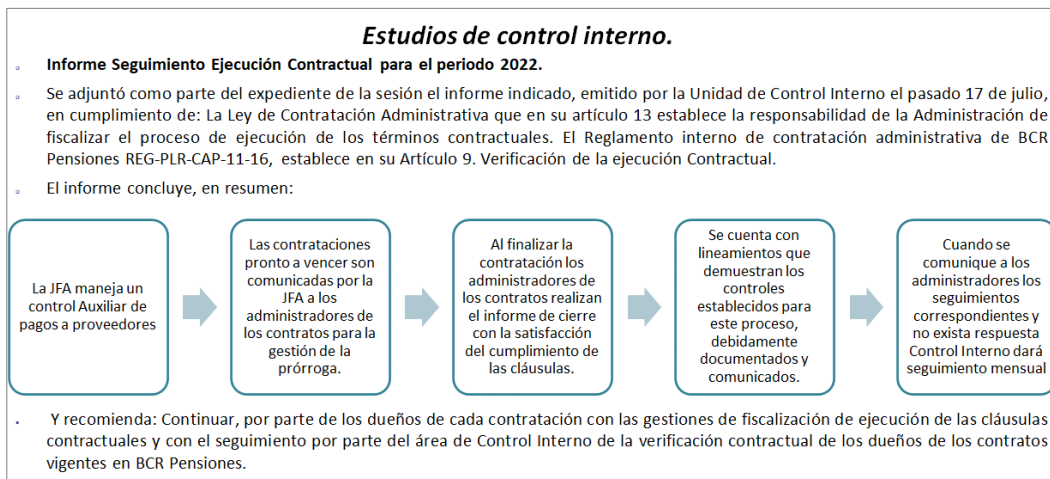 Estudios de control interno.
Informe Seguimiento Ejecución Contractual para el periodo 2022.
Se adjuntó como parte del expediente de la sesión el informe indicado, emitido por la Unidad de Control Interno el pasado 17 de julio,
en cumplimiento de: La Ley de Contratación Administrativa que en su artículo 13 establece la responsabilidad de la Administración de
fiscalizar el proceso de ejecución de los términos contractuales. El Reglamento interno de contratación administrativa de BCR
Pensiones REG-PLR-CAP-11-16, establece en su Artículo 9. Verificación de la ejecución Contractual.
El informe concluye, en resumen:
La JFA maneja un
control Auxiliar de
pagos a proveedores
Las contrataciones
pronto a vencer son
comunicadas por la
JFA a los
administradores de
los contratos para la
gestión de la
prórroga.
Al finalizar la
contratación los
administradores de
los contratos realizan
el informe de cierre
con la satisfacción
del cumplimiento de
las cláusulas.
Se cuenta con
lineamientos que
demuestran los
controles
establecidos para
este proceso,
debidamente
documentados y
comunicados.
Cuando se
comunique a los
administradores los
seguimientos
correspondientes y
no exista respuesta
Control Interno dará
seguimiento mensual
Y recomienda: Continuar, por parte de los dueños de cada contratación con las gestiones de fiscalización de ejecución de las cláusulas
contractuales y con el seguimiento por parte del área de Control Interno de la verificación contractual de los dueños de los contratos
vigentes en BCR Pensiones.